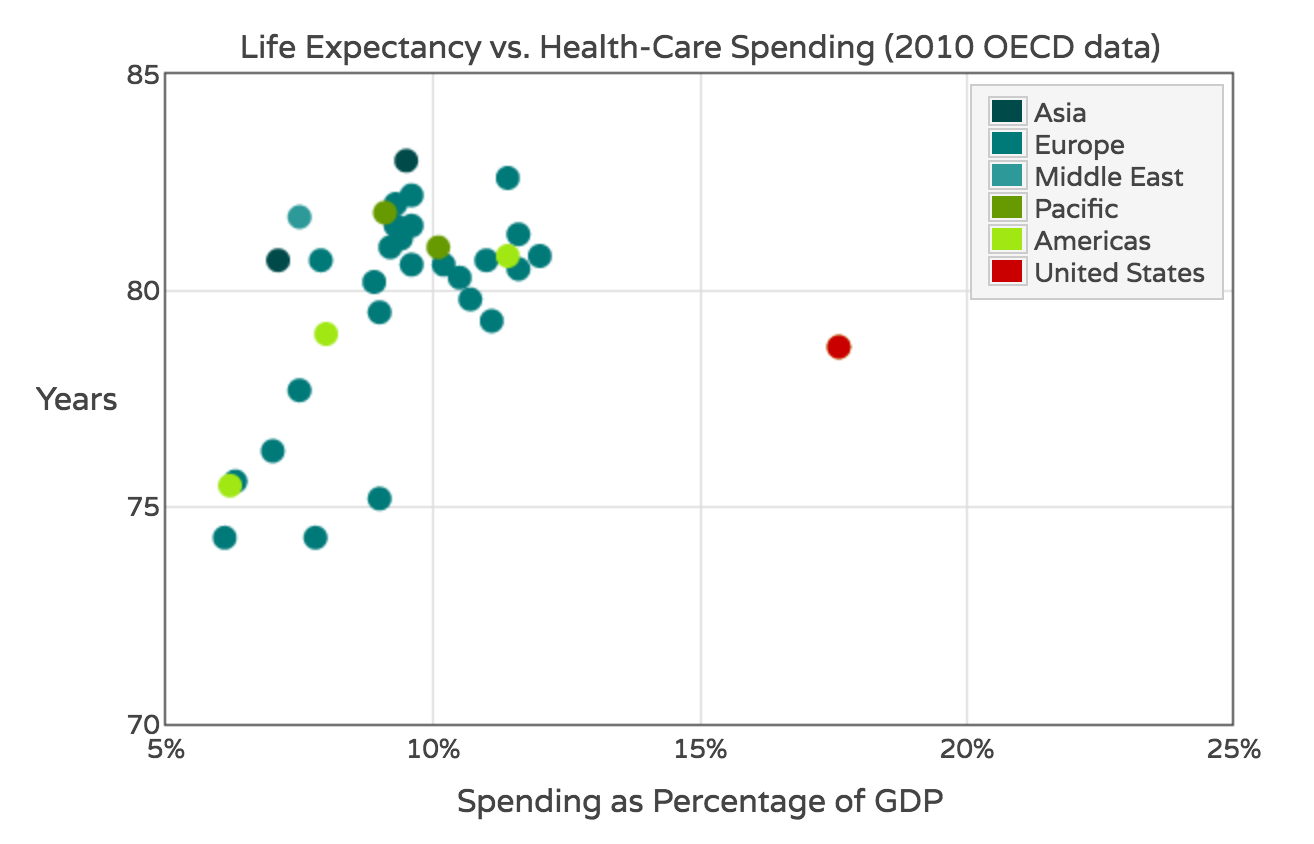 Life Expectancy vs. Health-Care Spending (2010 OECD data)
85
Asia
Europe
Middle East
Pacific
Americas
United States
80
Years
75
70
5%
10%
15%
20%
25%
Spending as Percentage of GDP